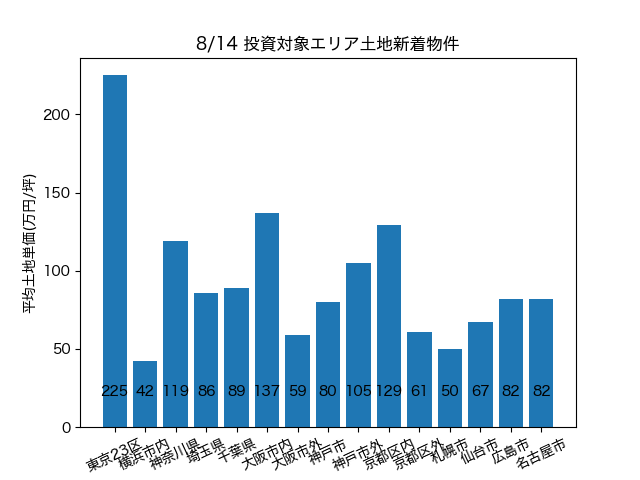 8/14 投資対象エリア土地新着物件
平均土地単価(万円/坪)
200
150
100
50
0
225 42 119 86 89 137 59 80 105 129 61 50 67 82 82
東京23区 横浜市内 神奈川県 埼玉県 千葉県 大阪市内 大阪市外 神戸市 神戸市外 京都区内 京都区外 札幌市 仙台市 広島市 名古屋市